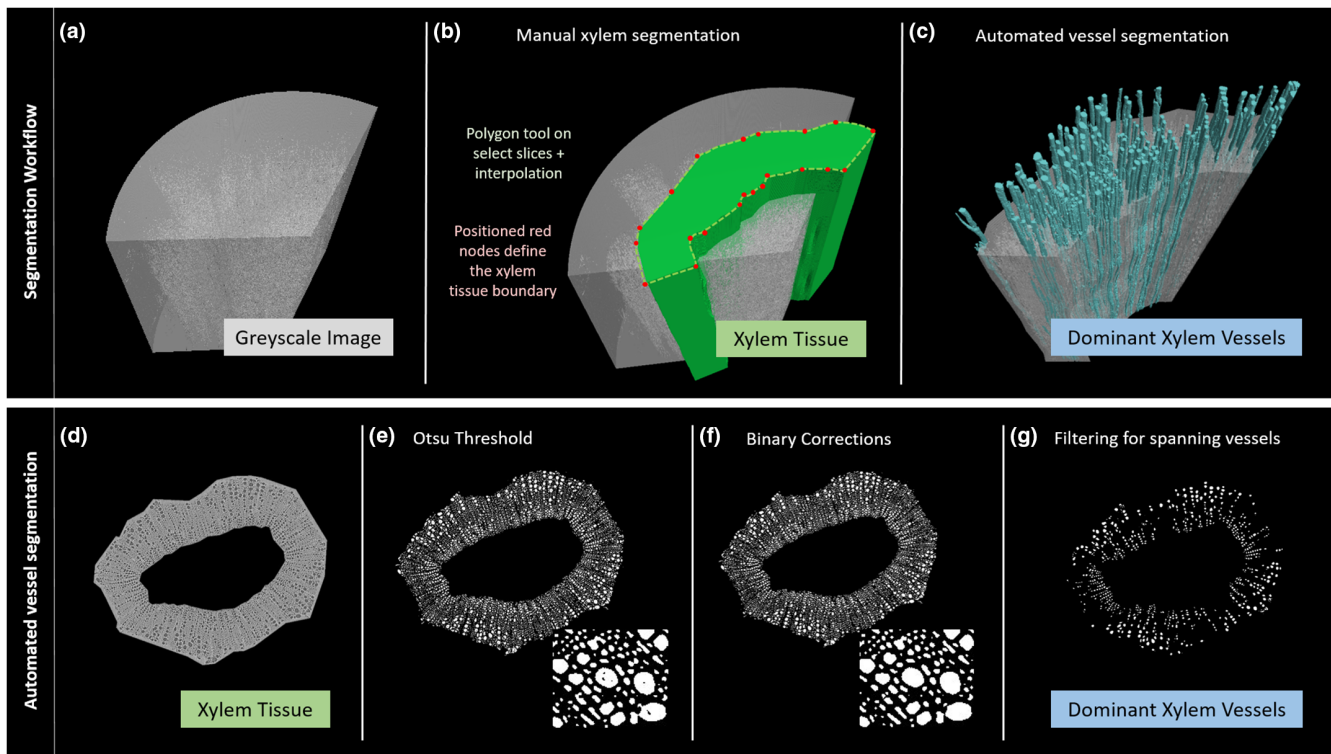 Segmentation Workflow
(a)
Greyscale Image
(b)
Manual xylem segmentation
Polygon tool on
select slices +
interpolation
Positioned red
nodes define
the xylem
tissue boundary
Xylem Tissue
(c)
Automated vessel segmentation
Dominant Xylem Vessels
Automated vessel segmentation
(d)
Xylem Tissue
(e)
Otsu Threshold
(f)
Binary Corrections
(g)
Filtering for spanning vessels
Dominant Xylem Vessels